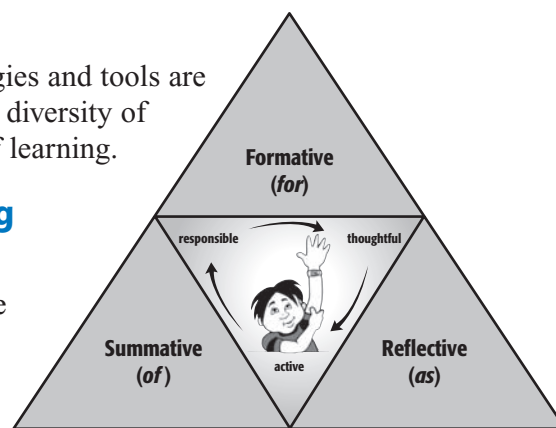 gies and tools are
diversity of
f learning.
g
e
Formative
(for)
responsible
thoughtful
active
Summative
(of)
Reflective
(as)